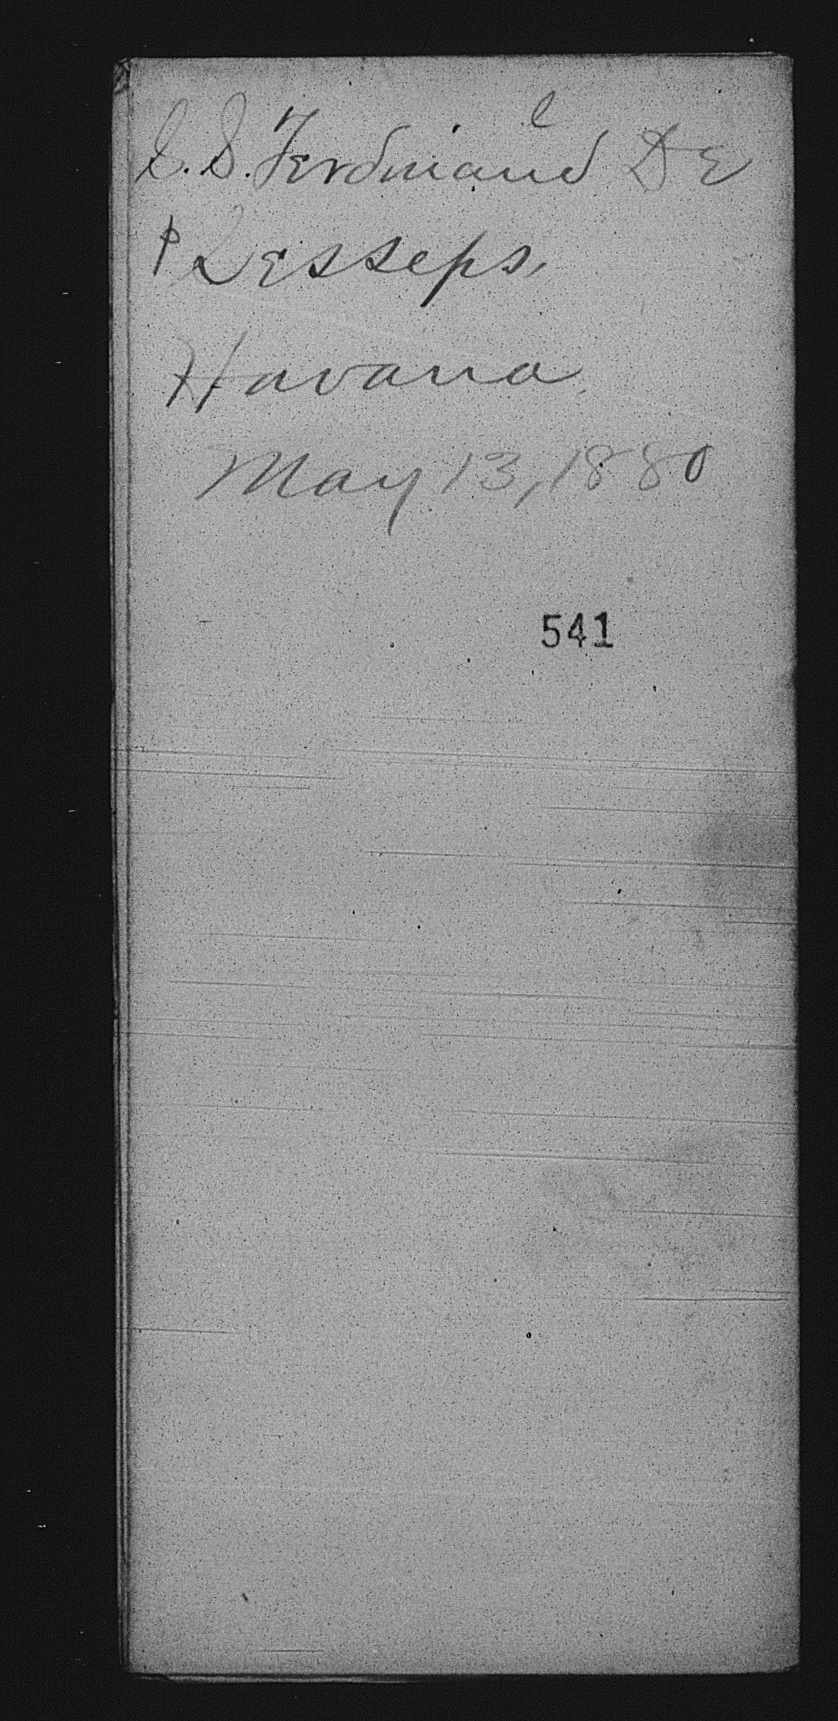 S.S. Ferdinand De
Lesseps,
Havana
May 13, 1880
541